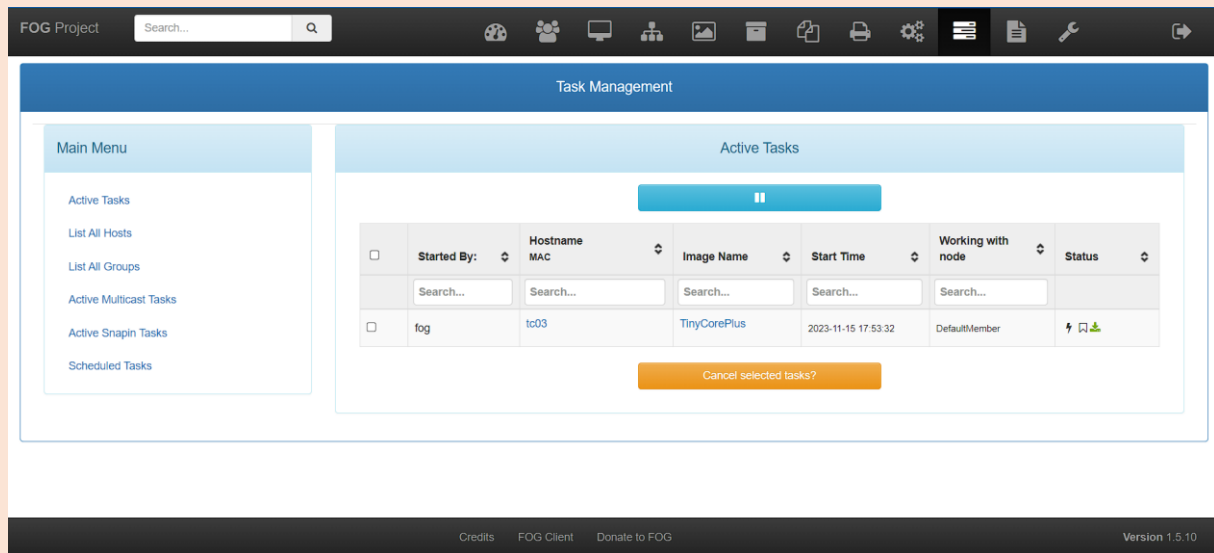 FOG Project Search...
Task Management
Main Menu
Active Tasks
List All Hosts
List All Groups
Active Multicast Tasks
Active Snapin Tasks
Scheduled Tasks
Active Tasks
Started By: Hostname MAC Image Name Start Time Working with node Status
Search... Search... Search... Search... Search...
fog tc03 TinyCorePlus 2023-11-15 17:53:32 DefaultMember
Cancel selected tasks?
Credits FOG Client Donate to FOG Version 1.5.10